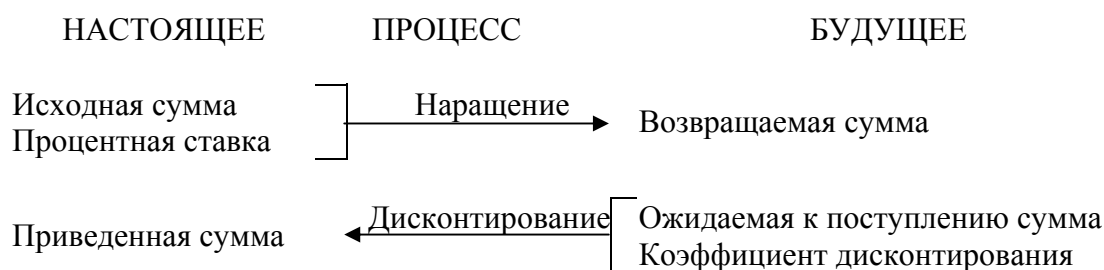 НАСТОЯЩЕЕ ПРОЦЕСС БУДУЩЕЕ
Исходная сумма
Процентная ставка
Наращение
Возвращаемая сумма
Приведенная сумма
Дисконтирование
Ожидаемая к поступлению сумма
Коэффициент дисконтирования